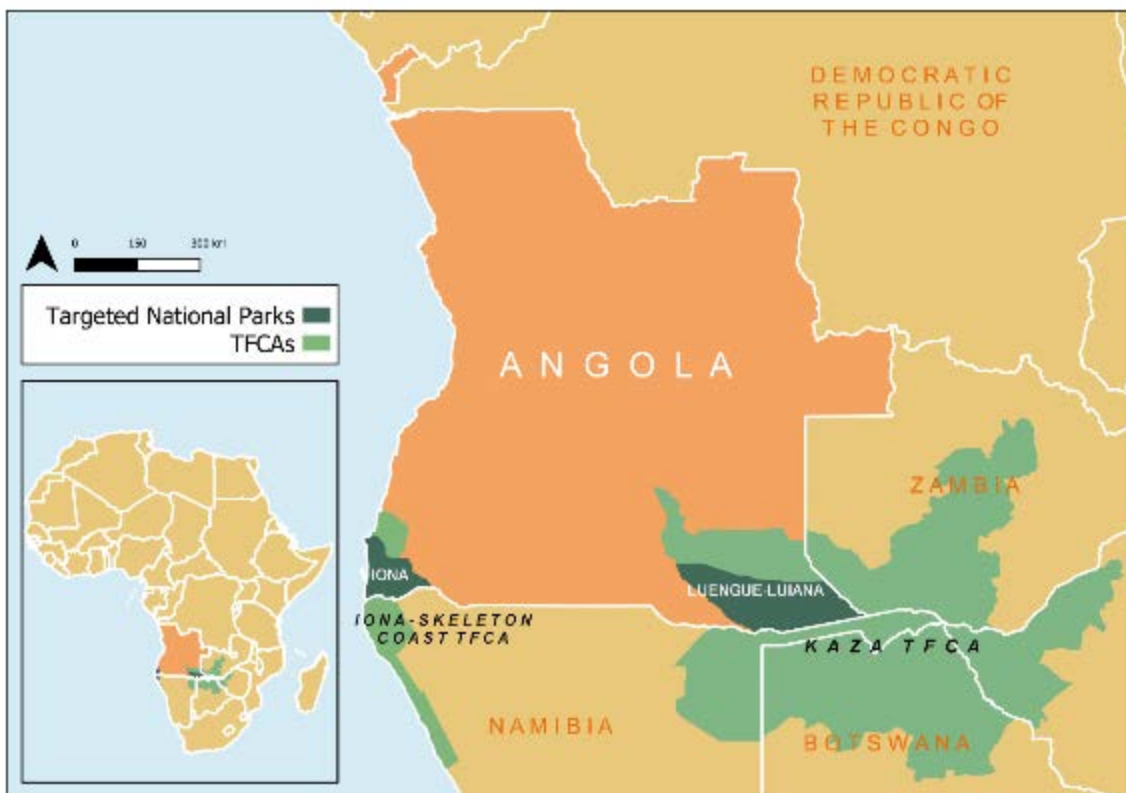 DEMOCRATIC
REPUBLIC OF
THE CONGO
0 150 300 km
Targeted National Parks
TFCAs
ANGOLA
ZAMBIA
IONA
LUENGUE-LUIANA
IONA-SKELETON
COAST TFCA
KAZA TFCA
NAMIBIA
BOTSWANA